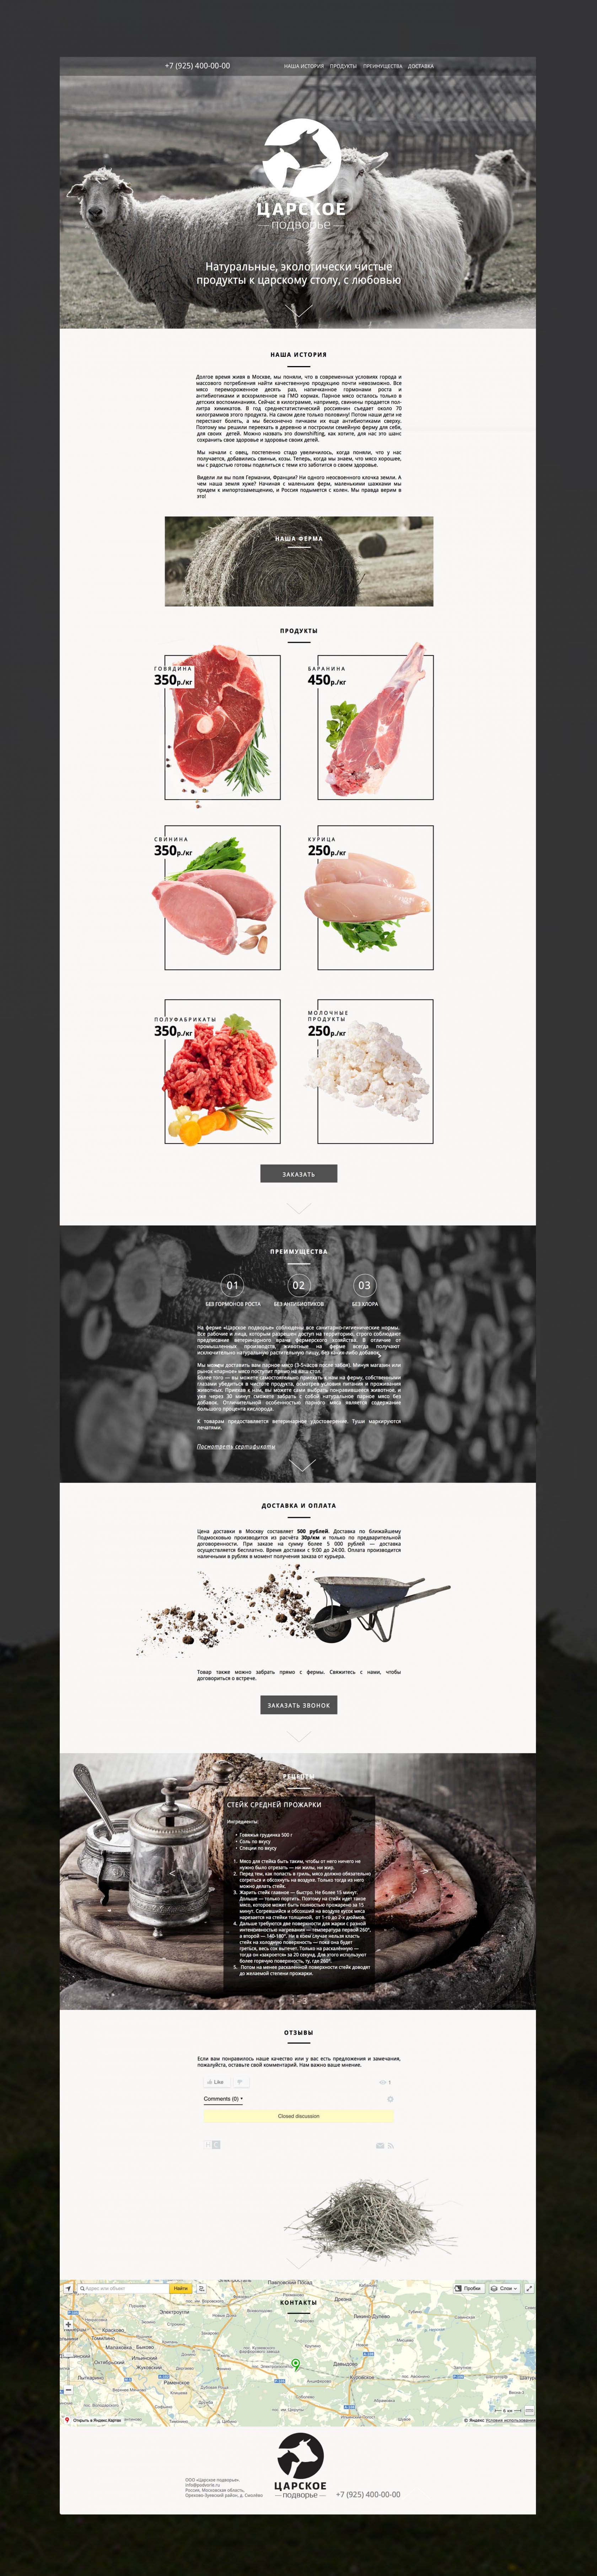 +7 (925) 400-00-00
НАША ИСТОРИЯ ПРОДУКТЫ ПРЕИМУЩЕСТВА ДОСТАВКА
ЦАРСКОЕ
подворье
Натуральные, экологически чистые
продукты к царскому столу, с любовью
НАША ИСТОРИЯ
Долгое время живя в Москве, мы поняли, что в современных условиях города и
массового потребления найти качественную продукцию почти невозможно. Все
мясо перемороженное десять раз, напичканное гормонами роста и
антибиотиками и вскормленное на ГМО кормах. Парное мясо осталось только в
детских воспоминаниях. Сейчас в килограмме, например, свинины продается пол-
литра химикатов. В год среднестатистический россиянин съедает около 70
килограммов этого продукта. На самом деле только половину! Потом наши дети не
перестают болеть, а мы бесконечно пичкаем их еще антибиотиками сверху.
Поэтому мы решили переехать в деревню и построили семейную ферму для себя,
для своих детей. Можно назвать это downshifting, как хотите, для нас это шанс
сохранить свое здоровье и здоровье своих детей.
Мы начали с овец, постепенно стадо увеличилось, когда поняли, что у нас
получается, добавились свиньи, козы. Теперь, когда мы знаем, что мясо хорошее,
мы с радостью готовы поделиться с теми кто заботится о своем здоровье.
Видели ли вы поля Германии, Франции? Ни одного неосвоенного клочка земли. А
чем наша земля хуже? Начиная с маленьких ферм, маленькими шажками мы
придем к импортозамещению, и Россия подымется с колен. Мы правда верим в
это!
НАША ФЕРМА
ПРОДУКТЫ
ГОВЯДИНА
350р./кг
БАРАНИНА
450р./кг
СВИНИНА
350р./кг
КУРИЦА
250р./кг
ПОЛУФАБРИКАТЫ
350р./кг
МОЛОЧНЫЕ
ПРОДУКТЫ
250р./кг
ЗАКАЗАТЬ
ПРЕИМУЩЕСТВА
01 02 03
БЕЗ ГОРМОНОВ РОСТА БЕЗ АНТИБИОТИКОВ БЕЗ ХЛОРА
На ферме «Царское подворье» соблюдены все санитарно-гигиенические нормы.
Все рабочие и лица, которым разрешен доступ на территорию, строго соблюдают
предписание ветеринарного врача фермерского хозяйства. В отличие от
промышленных производств, животные на ферме всегда получают
исключительно натуральную растительную пищу, без каких-либо добавок.
Мы можем доставить вам парное мясо (3-5часов после забоя). Минуя магазин или
рынок «парное» мясо поступит прямо на ваш стол.
Более того — вы можете самостоятельно приехать к нам на ферму, собственными
глазами убедиться в чистоте продукта, осмотрев условия питания и проживания
животных. Приехав к нам, вы можете сами выбрать понравившееся животное, и
уже через 30 минут сможете забрать с собой натуральное парное мясо без
добавок. Отличительной особенностью парного мяса является содержание
большого процента кислорода.
К товарам предоставляется ветеринарное удостоверение. Туши маркируются
печатями.
Посмотреть сертификаты
ДОСТАВКА И ОПЛАТА
Цена доставки в Москву составляет 500 рублей. Доставка по ближайшему
Подмосковью производится из расчёта 30р/км и только по предварительной
договоренности. При заказе на сумму более 5 000 рублей — доставка
осуществляется бесплатно. Время доставки с 9:00 до 24:00. Оплата производится
наличными в рублях в момент получения заказа от курьера.
Товар также можно забрать прямо с фермы. Свяжитесь с нами, чтобы
договориться о встрече.
ЗАКАЗАТЬ ЗВОНОК
РЕЦЕПТЫ
СТЕЙК СРЕДНЕЙ ПРОЖАРКИ
Ингредиенты:
• Говяжья грудинка 500 г
• Соль по вкусу
• Специи по вкусу
1. Мясо для стейка быть таким, чтобы от него ничего не
нужно было отрезать — ни жилы, ни жир.
2. Перед тем, как попасть в гриль, мясо должно обязательно
согреться и обсохнуть на воздухе. Только тогда из него
можно делать стейк.
3. Жарить стейк главное — быстро. Не более 15 минут:
Дольше — только портить. Поэтому на стейк идет такое
мясо, которое может быть полностью прожарено за 15
минут. Согревшийся и обсохший на воздухе кусок мяса
нарезается на стейки толщиной, от 1-го до 2-х дюймов.
4. Дальше требуются две поверхности для жарки с разной
интенсивностью нагревания — температура первой 260°,
а второй — 140-180°. Ни в коем случае нельзя класть
стейк на холодную поверхность — пока она будет
греться, весь сок вытечет. Только на раскалённую —
тогда он «закроется» за 20 секунд. Для этого используют
более горячую поверхность, ту, где 260°.
5. Потом на менее раскаленной поверхности стейк доводят
до желаемой степени прожарки.
ОТЗЫВЫ
Если вам понравилось наше качество или у вас есть предложения и замечания,
пожалуйста, оставьте свой комментарий. Нам важно ваше мнение.
Like
Comments (0)
Closed discussion
Адрес или объект Найти Пробки Слои
КОНТАКТЫ
Павловский Посад
Дрезна
Электроугли
Ликино-Дулёво
Красково
Томилино
Малаховка Быково
Октябрьский
Ильинский
Жуковский
Лыткарино
Раменское
Давыдово
Куровское
Открыть в Яндекс.Картах
6 км
© Яндекс Условия использования
ЦАРСКОЕ
подворье
ООО «Царское подворье».
info@podvorie.ru
Россия, Московская область,
Орехово-Зуевский район, д. Смолёво
+7 (925) 400-00-00